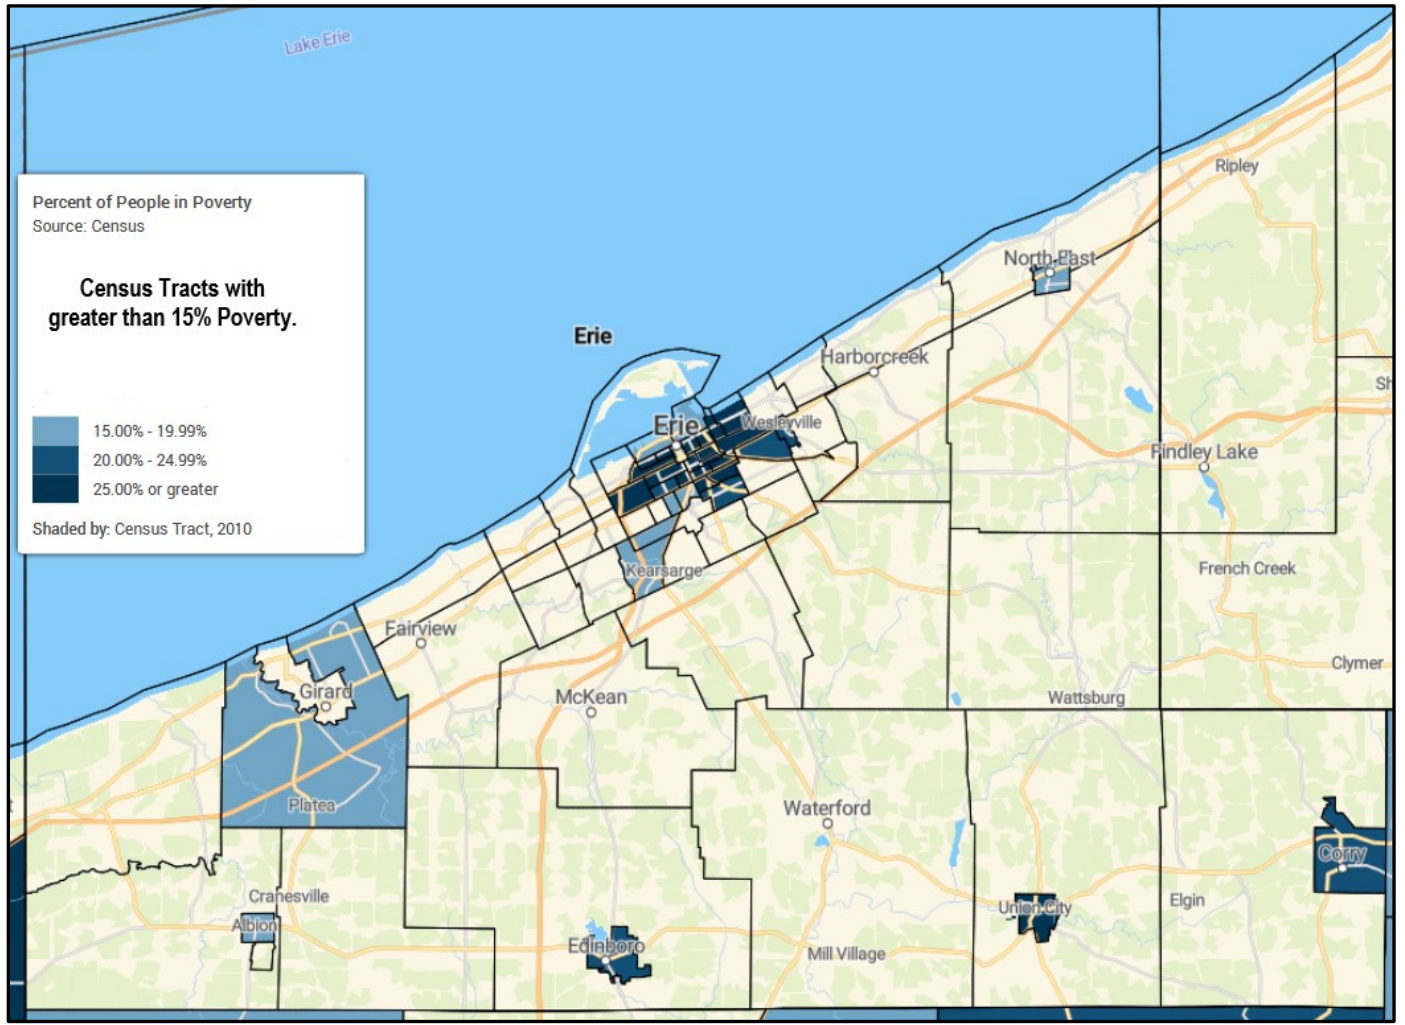 Lake Erie
Ripley
Percent of People in Poverty
Source: Census
Census Tracts with
greater than 15% Poverty.
North East
Erie
Harborcreek
Sh
Erie
Wesleyville
15.00% - 19.99%
20.00% - 24.99%
25.00% or greater
Findley Lake
Shaded by: Census Tract, 2010
Kearsarge
French Creek
Fairview
Clymer
Girard
McKean
Wattsburg
Platea
Waterford
Corry
Cranesville
Albion
Union City
Elgin
Edinboro
Mill Village